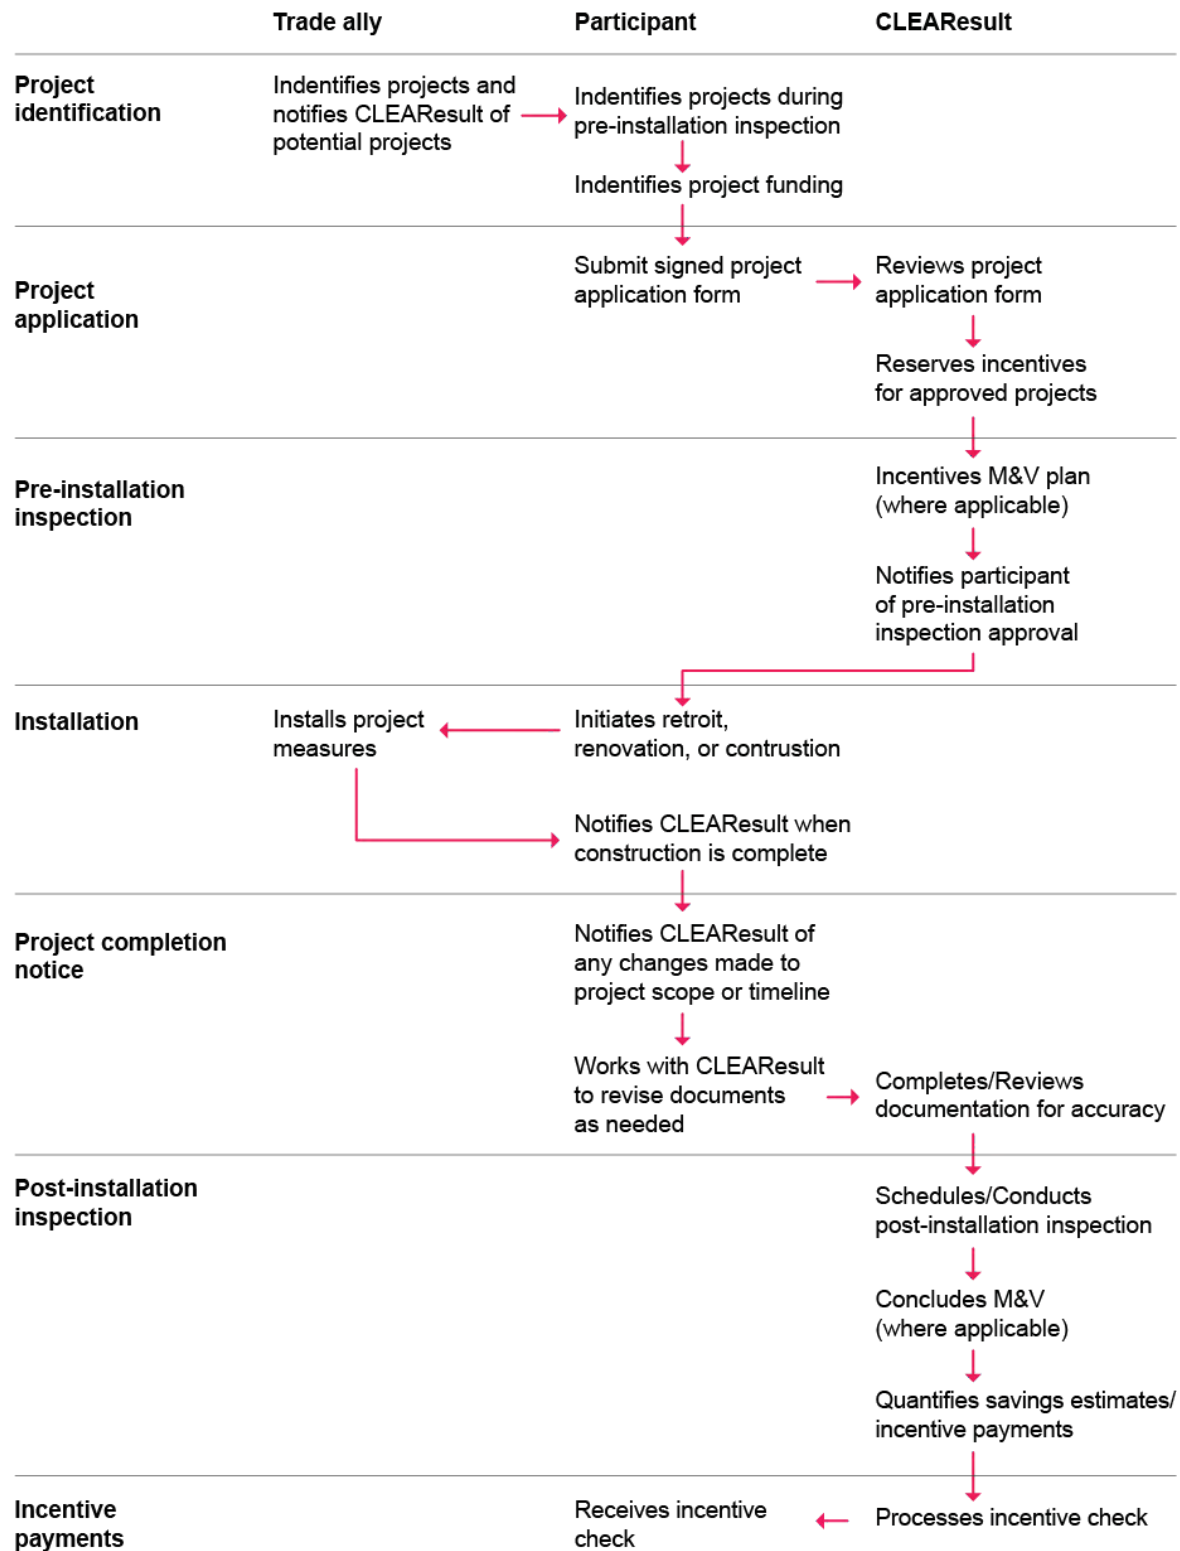 Trade ally
Participant
CLEAResult
Project
identification
Indentifies projects and
notifies CLEAResult of
potential projects
Indentifies projects during
pre-installation inspection
Indentifies project funding
Project
application
Submit signed project
application form
Reviews project
application form
Reserves incentives
for approved projects
Pre-installation
inspection
Incentives M&V plan
(where applicable)
Notifies participant
of pre-installation
inspection approval
Installation
Installs project
measures
Initiates retroit,
renovation, or contrustion
Notifies CLEAResult when
construction is complete
Project completion
notice
Notifies CLEAResult of
any changes made to
project scope or timeline
Works with CLEAResult
to revise documents
as needed
Completes/Reviews
documentation for accuracy
Post-installation
inspection
Schedules/Conducts
post-installation inspection
Concludes M&V
(where applicable)
Quantifies savings estimates/
incentive payments
Incentive
payments
Receives incentive
check
Processes incentive check